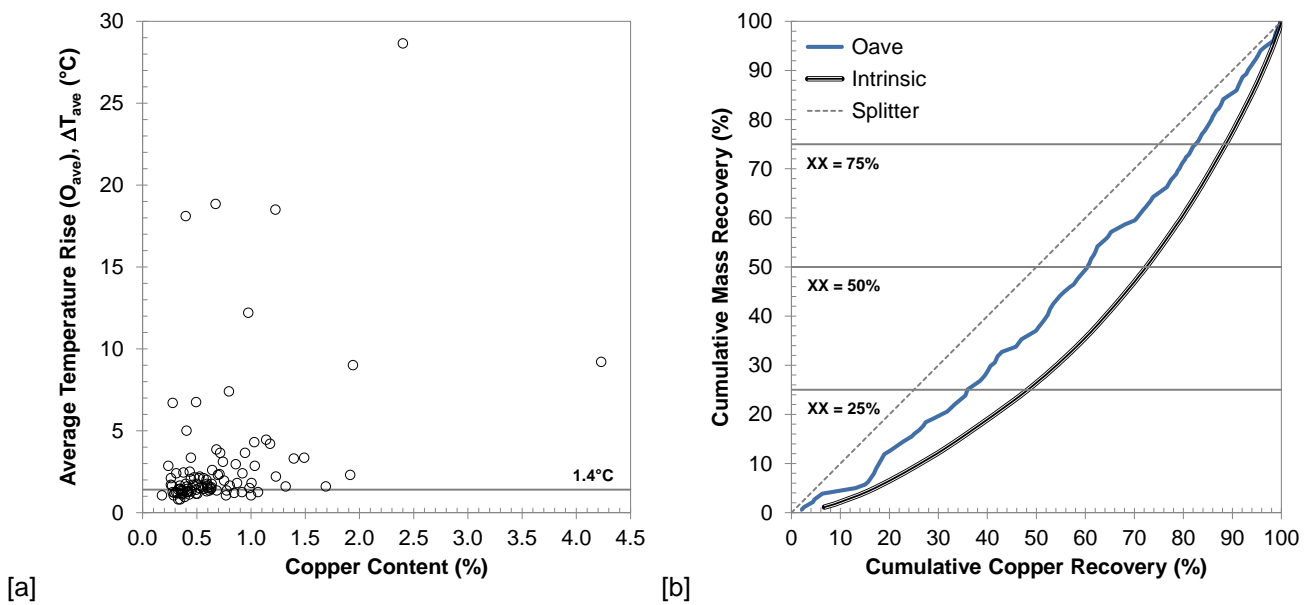 Average Temperature Rise (Oave), ΔTave (°C)
30
25
20
15
10
5
0
1.4°C
0.0 0.5 1.0 1.5 2.0 2.5 3.0 3.5 4.0 4.5
Copper Content (%)
[a]
Cumulative Mass Recovery (%)
100
90
80
70
60
50
40
30
20
10
0
Oave
Intrinsic
Splitter
XX = 75%
XX = 50%
XX = 25%
0 10 20 30 40 50 60 70 80 90 100
Cumulative Copper Recovery (%)
[b]